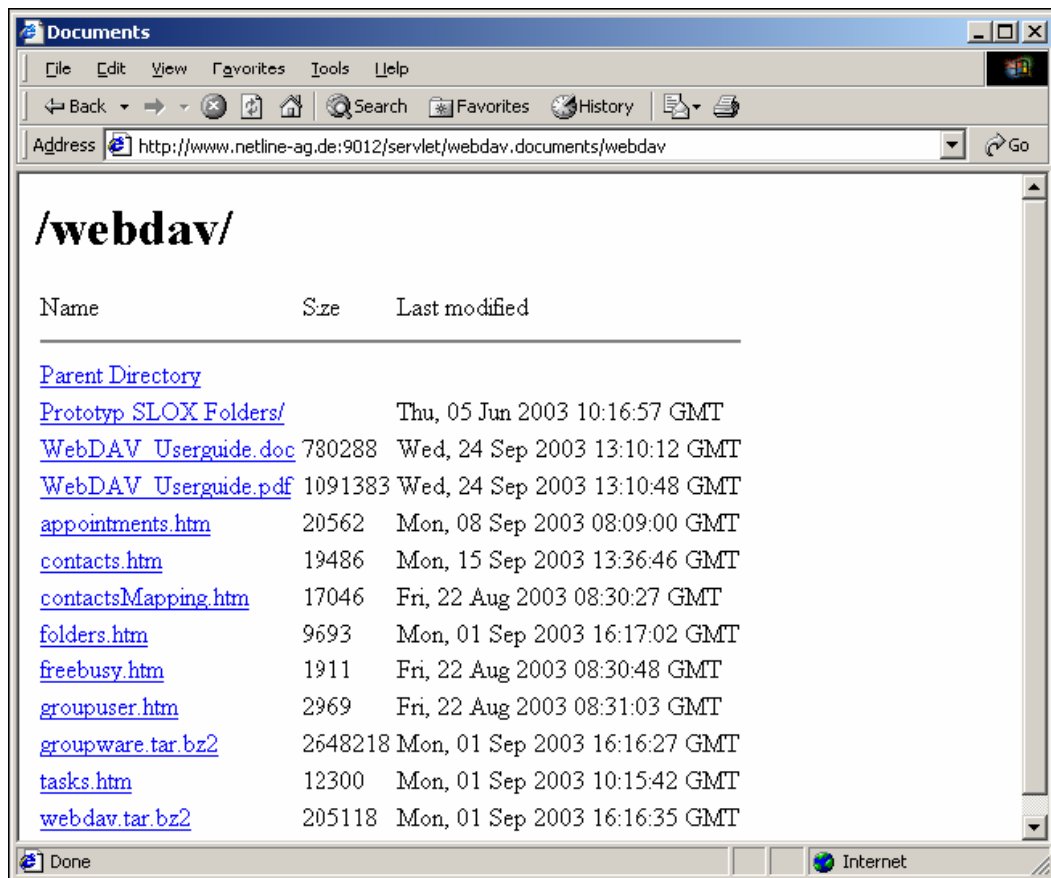 Documents
File Edit View Favorites Tools Help
Back Search Favorites History
Address http://www.netline-ag.de:9012/servlet/webdav.documents/webdav Go
/webdav/
Name Size Last modified
Parent Directory
Prototyp SLOX Folders/ Thu, 05 Jun 2003 10:16:57 GMT
WebDAV_Userguide.doc 780288 Wed, 24 Sep 2003 13:10:12 GMT
WebDAV_Userguide.pdf 1091383 Wed, 24 Sep 2003 13:10:48 GMT
appointments.htm 20562 Mon, 08 Sep 2003 08:09:00 GMT
contacts.htm 19486 Mon, 15 Sep 2003 13:36:46 GMT
contactsMapping.htm 17046 Fri, 22 Aug 2003 08:30:27 GMT
folders.htm 9693 Mon, 01 Sep 2003 16:17:02 GMT
freebusy.htm 1911 Fri, 22 Aug 2003 08:30:48 GMT
groupuser.htm 2969 Fri, 22 Aug 2003 08:31:03 GMT
groupware.tar.bz2 2648218 Mon, 01 Sep 2003 16:16:27 GMT
tasks.htm 12300 Mon, 01 Sep 2003 10:15:42 GMT
webdav.tar.bz2 205118 Mon, 01 Sep 2003 16:16:35 GMT
Done Internet